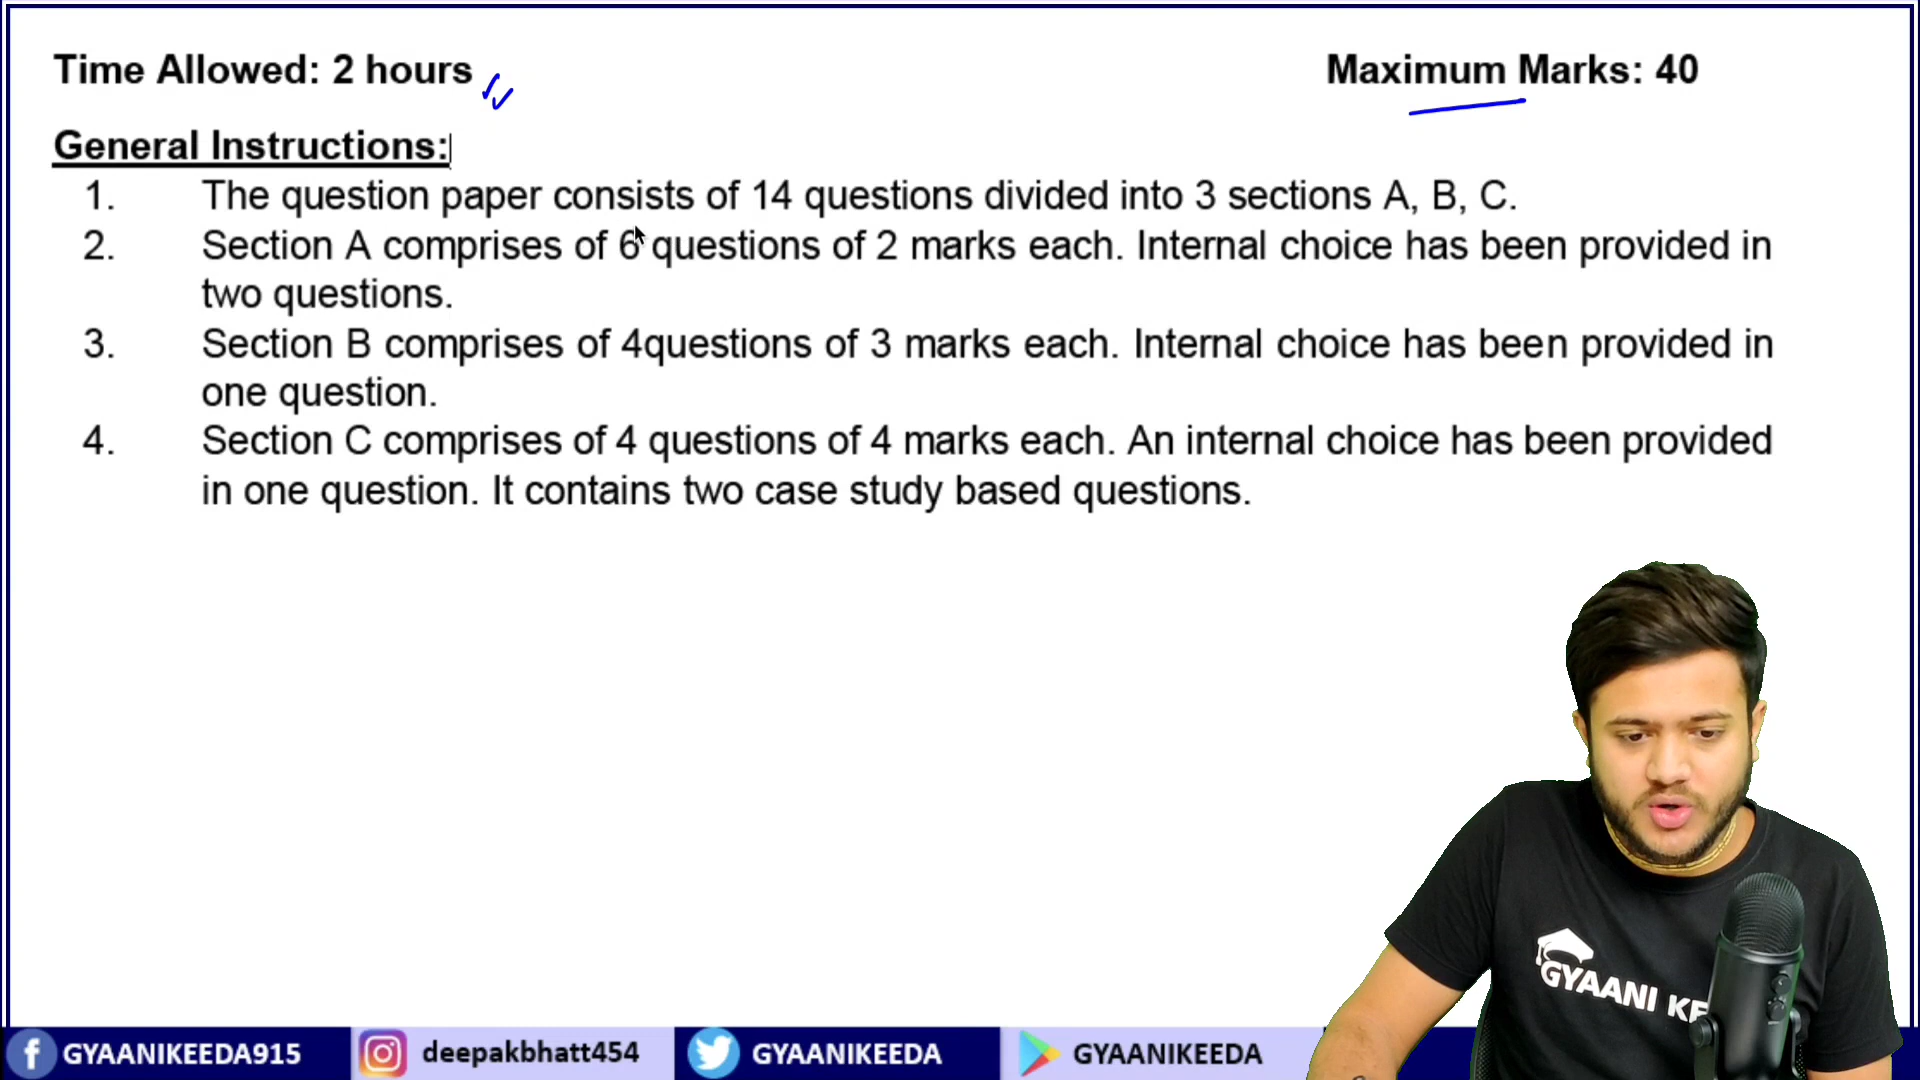 Time Allowed: 2 hours
Maximum Marks: 40
General Instructions:
1. The question paper consists of 14 questions divided into 3 sections A, B, C.
2. Section A comprises of 6 questions of 2 marks each. Internal choice has been provided in
two questions.
3. Section B comprises of 4questions of 3 marks each. Internal choice has been provided in
one question.
4. Section C comprises of 4 questions of 4 marks each. An internal choice has been provided
in one question. It contains two case study based questions.
GYAANI KE
GYAANIKEEDA915
deepakbhatt454
GYAANIKEEDA
GYAANIKEEDA